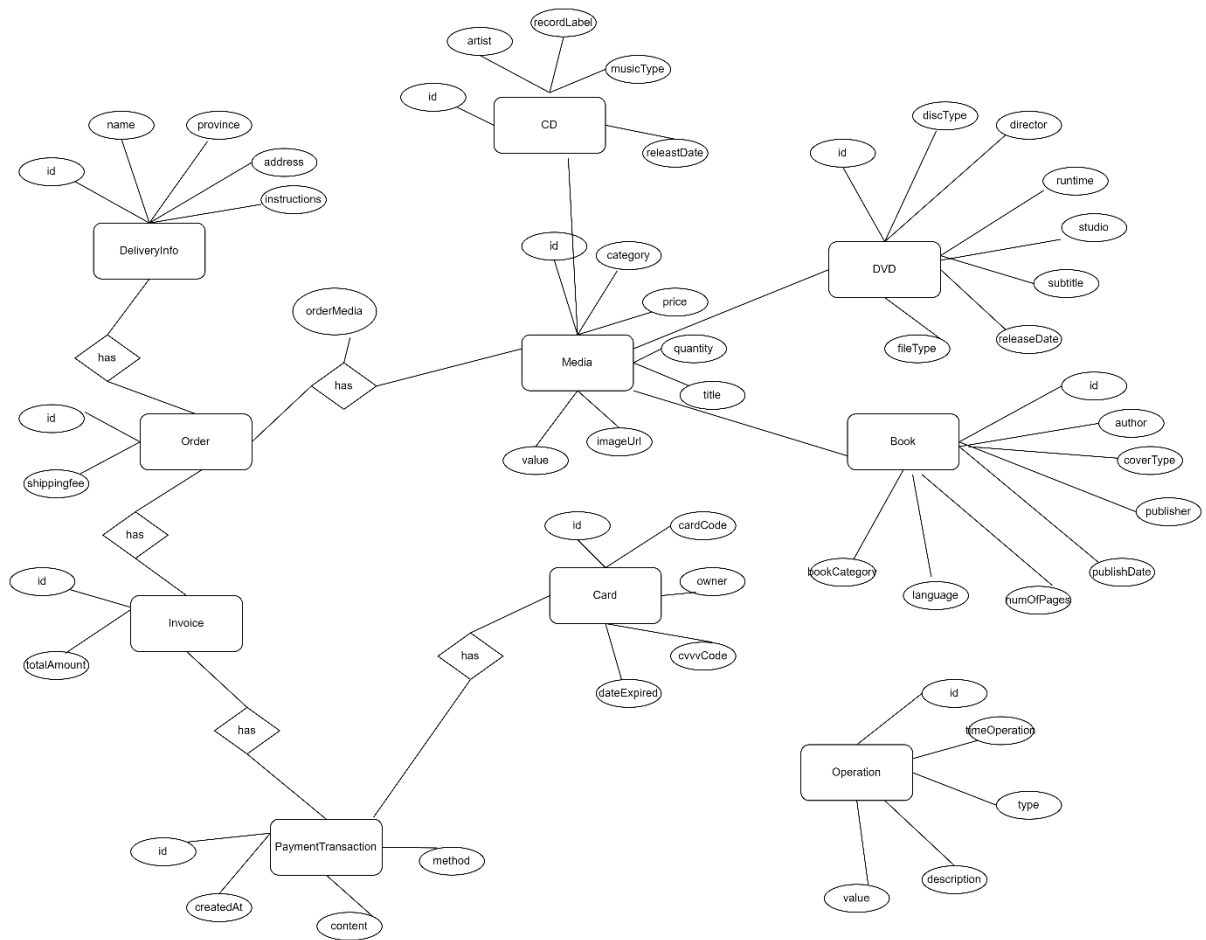 recordLabel
artist
musicType
id
CD
releastDate
name
province
address
id
instructions
DeliveryInfo
discType
director
id
runtime
studio
DVD
subtitle
releaseDate
fileType
id
category
price
orderMedia
quantity
Media
title
imageUrl
value
has
has
id
Order
shippingfee
id
author
Book
coverType
publisher
publishDate
bookCategory
language
numOfPages
has
id
Invoice
totalAmount
id
cardCode
owner
Card
cvvvCode
dateExpired
has
has
id
timeOperation
Operation
type
description
value
PaymentTransaction
id
method
createdAt
content